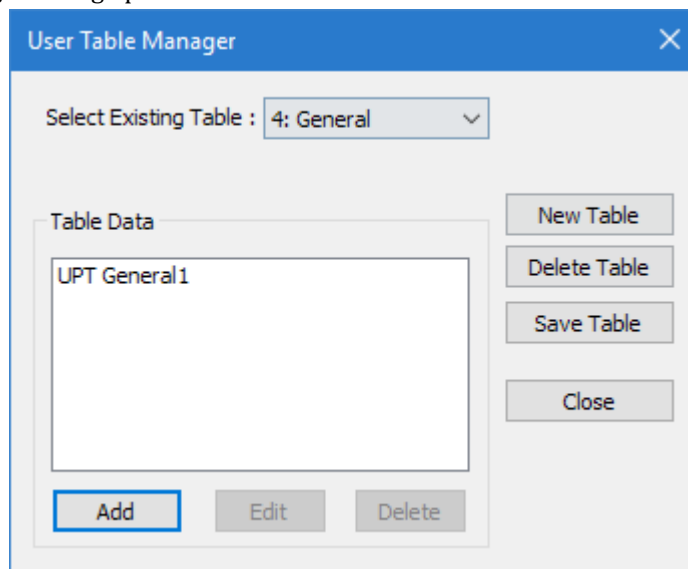 User Table Manager
Select Existing Table : 4: General
New Table
Table Data
Delete Table
UPT General1
Save Table
Close
Add Edit Delete